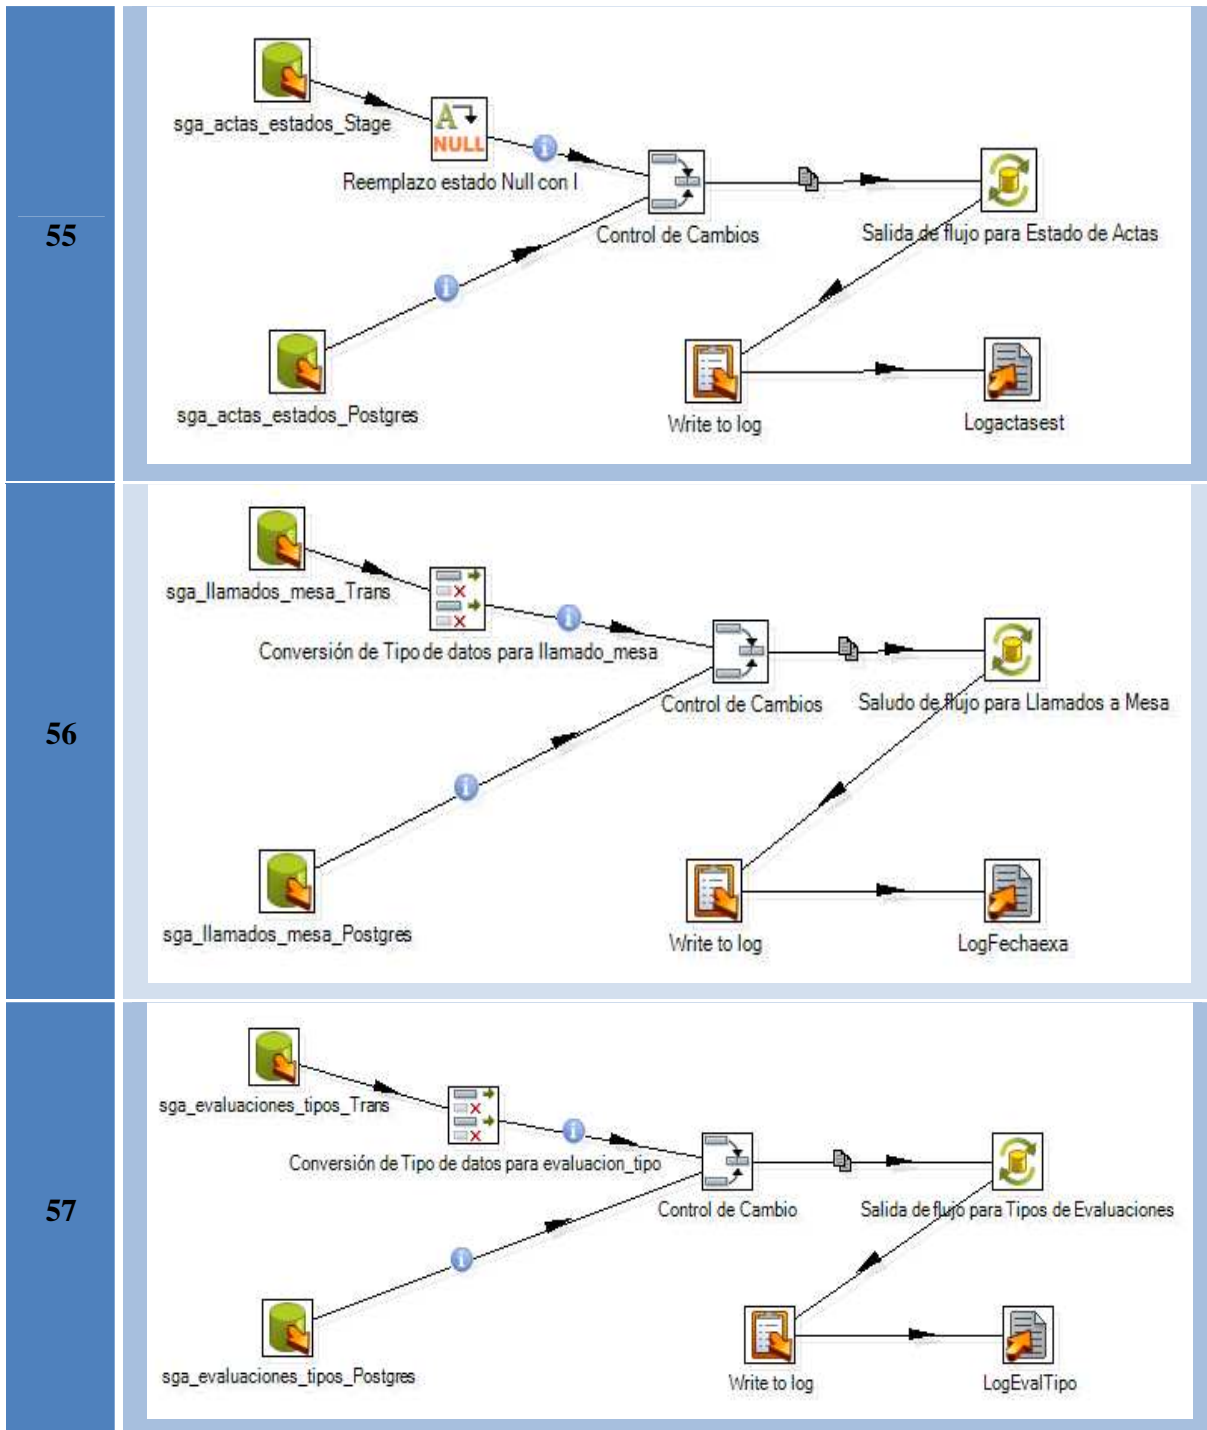 55
sga_actas_estados_Stage
A
NULL
Reemplazo estado Null con I
Control de Cambios
Salida de flujo para Estado de Actas
sga_actas_estados_Postgres
Write to log
Logactasest
56
sga_llamados_mesa_Trans
Conversión de Tipo de datos para llamado_mesa
Control de Cambios
Saludo de flujo para Llamados a Mesa
sga_llamados_mesa_Postgres
Write to log
LogFechaexa
57
sga_evaluaciones_tipos_Trans
Conversión de Tipo de datos para evaluacion_tipo
Control de Cambio
Salida de flujo para Tipos de Evaluaciones
sga_evaluaciones_tipos_Postgres
Write to log
LogEvalTipo